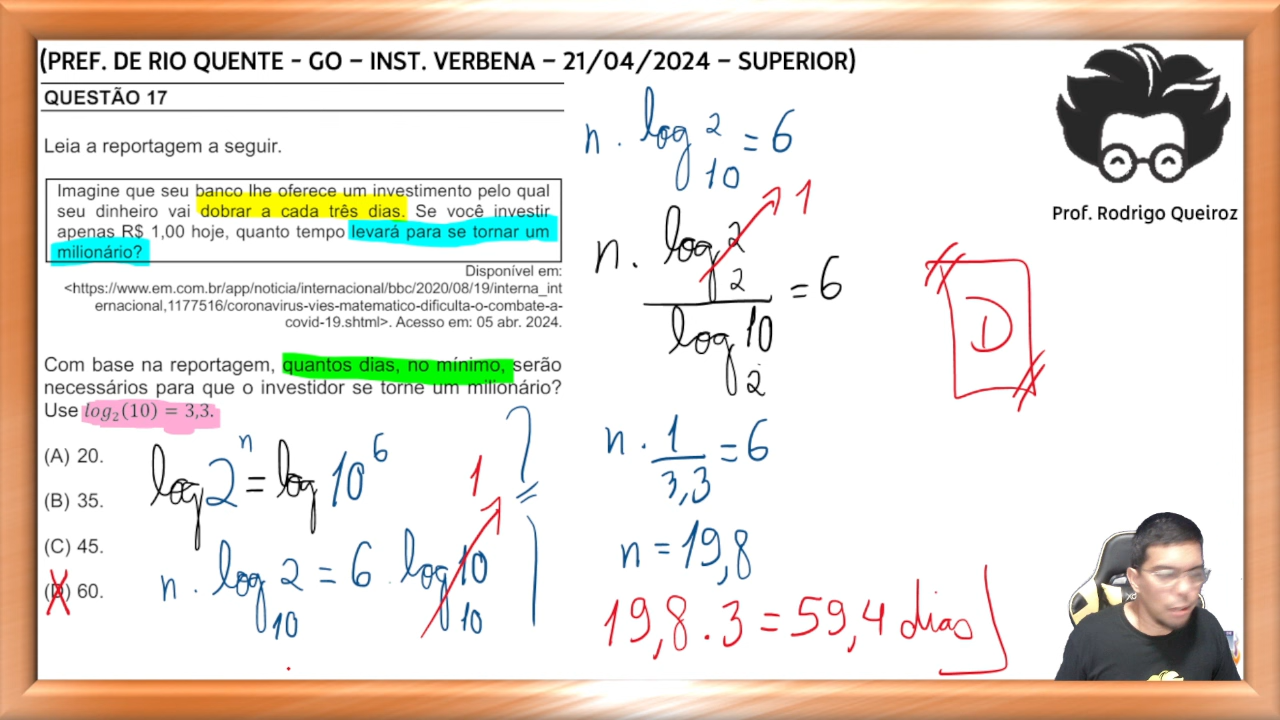 (PREF. DE RIO QUENTE - GO – INST. VERBENA – 21/04/2024 – SUPERIOR)
QUESTÃO 17
Leia a reportagem a seguir.
Imagine que seu banco lhe oferece um investimento pelo qual
seu dinheiro vai dobrar a cada três dias. Se você investir
apenas R$ 1,00 hoje, quanto tempo levará para se tornar um
milionário?
Disponível em:
<https://www.em.com.br/app/noticia/internacional/bbc/2020/08/19/interna_int
ernacional,1177516/coronavirus-vies-matematico-dificulta-o-combate-a-
covid-19.shtml>. Acesso em: 05 abr. 2024.
Com base na reportagem, quantos dias, no mínimo, serão
necessários para que o investidor se torne um milionário?
Use log₂(10) = 3,3.
(A) 20.
(B) 35.
(C) 45.
(D) 60.
log 2ⁿ = log 10⁶
n . log₁₀ 2 = 6 . log₁₀ 10
1
?
n . log₁₀ 2 = 6
n . log₂ 2 / log₂ 10 = 6
1
n . 1/3,3 = 6
n = 19,8
19,8 . 3 = 59,4 dias
D
Prof. Rodrigo Queiroz